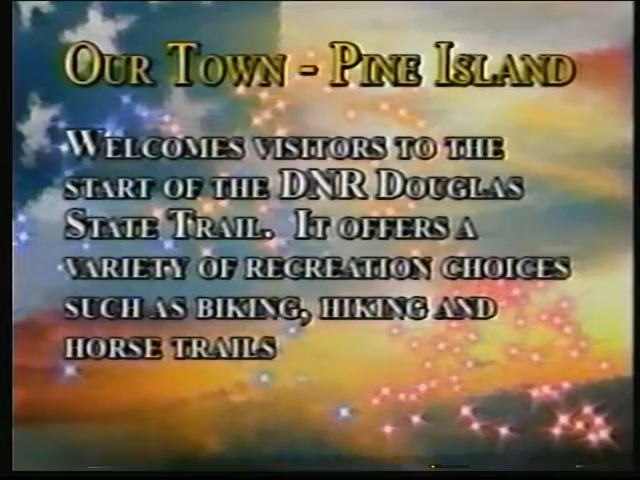 Our Town - Pine Island
Welcomes visitors to the
start of the DNR Douglas
State Trail. It offers a
variety of recreation choices
such as biking, hiking and
horse trails